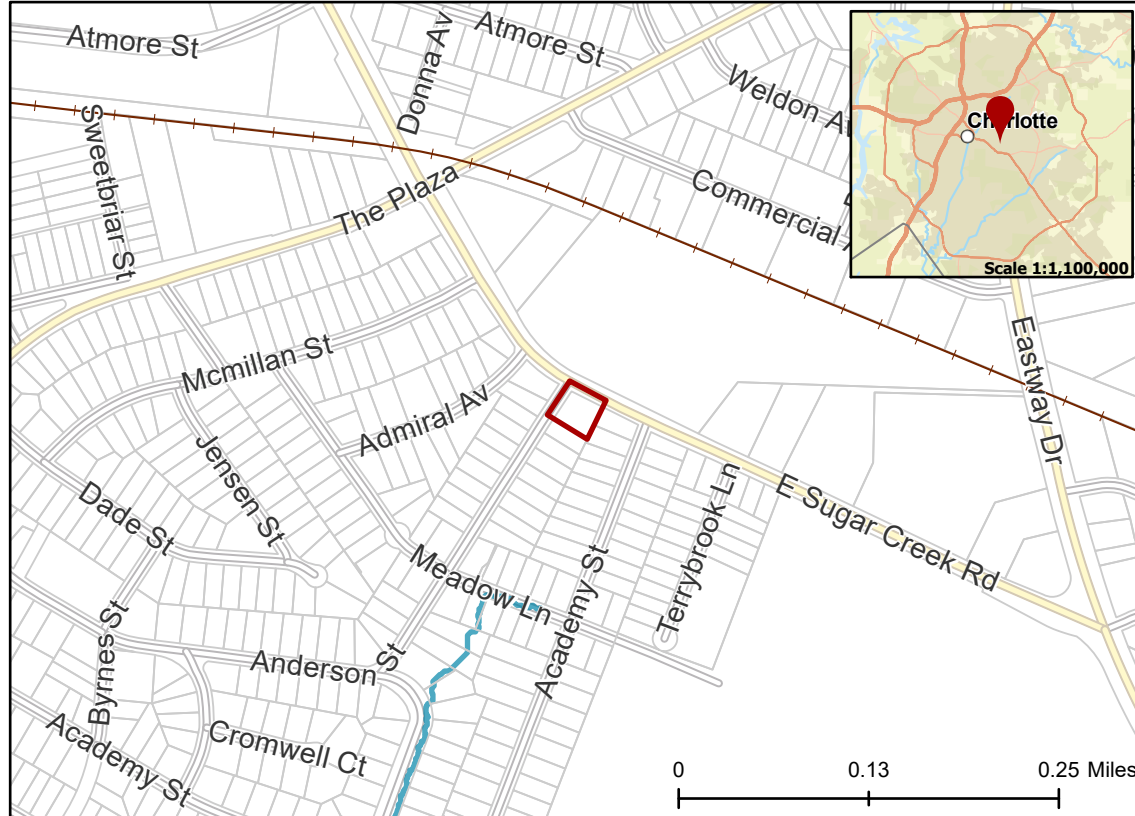 Atmore St
Donna Av
Atmore St
Weldon Av
Charlotte
Scale 1:1,100,000
Sweetbriar St
The Plaza
Commercial
Eastway Dr
Mcmillan St
Admiral Av
Jensen St
Dade St
E Sugar Creek Rd
Terrybrook Ln
Meadow Ln
Academy St
Byrnes St
Anderson St
Cromwell Ct
Academy St
0 0.13 0.25 Miles